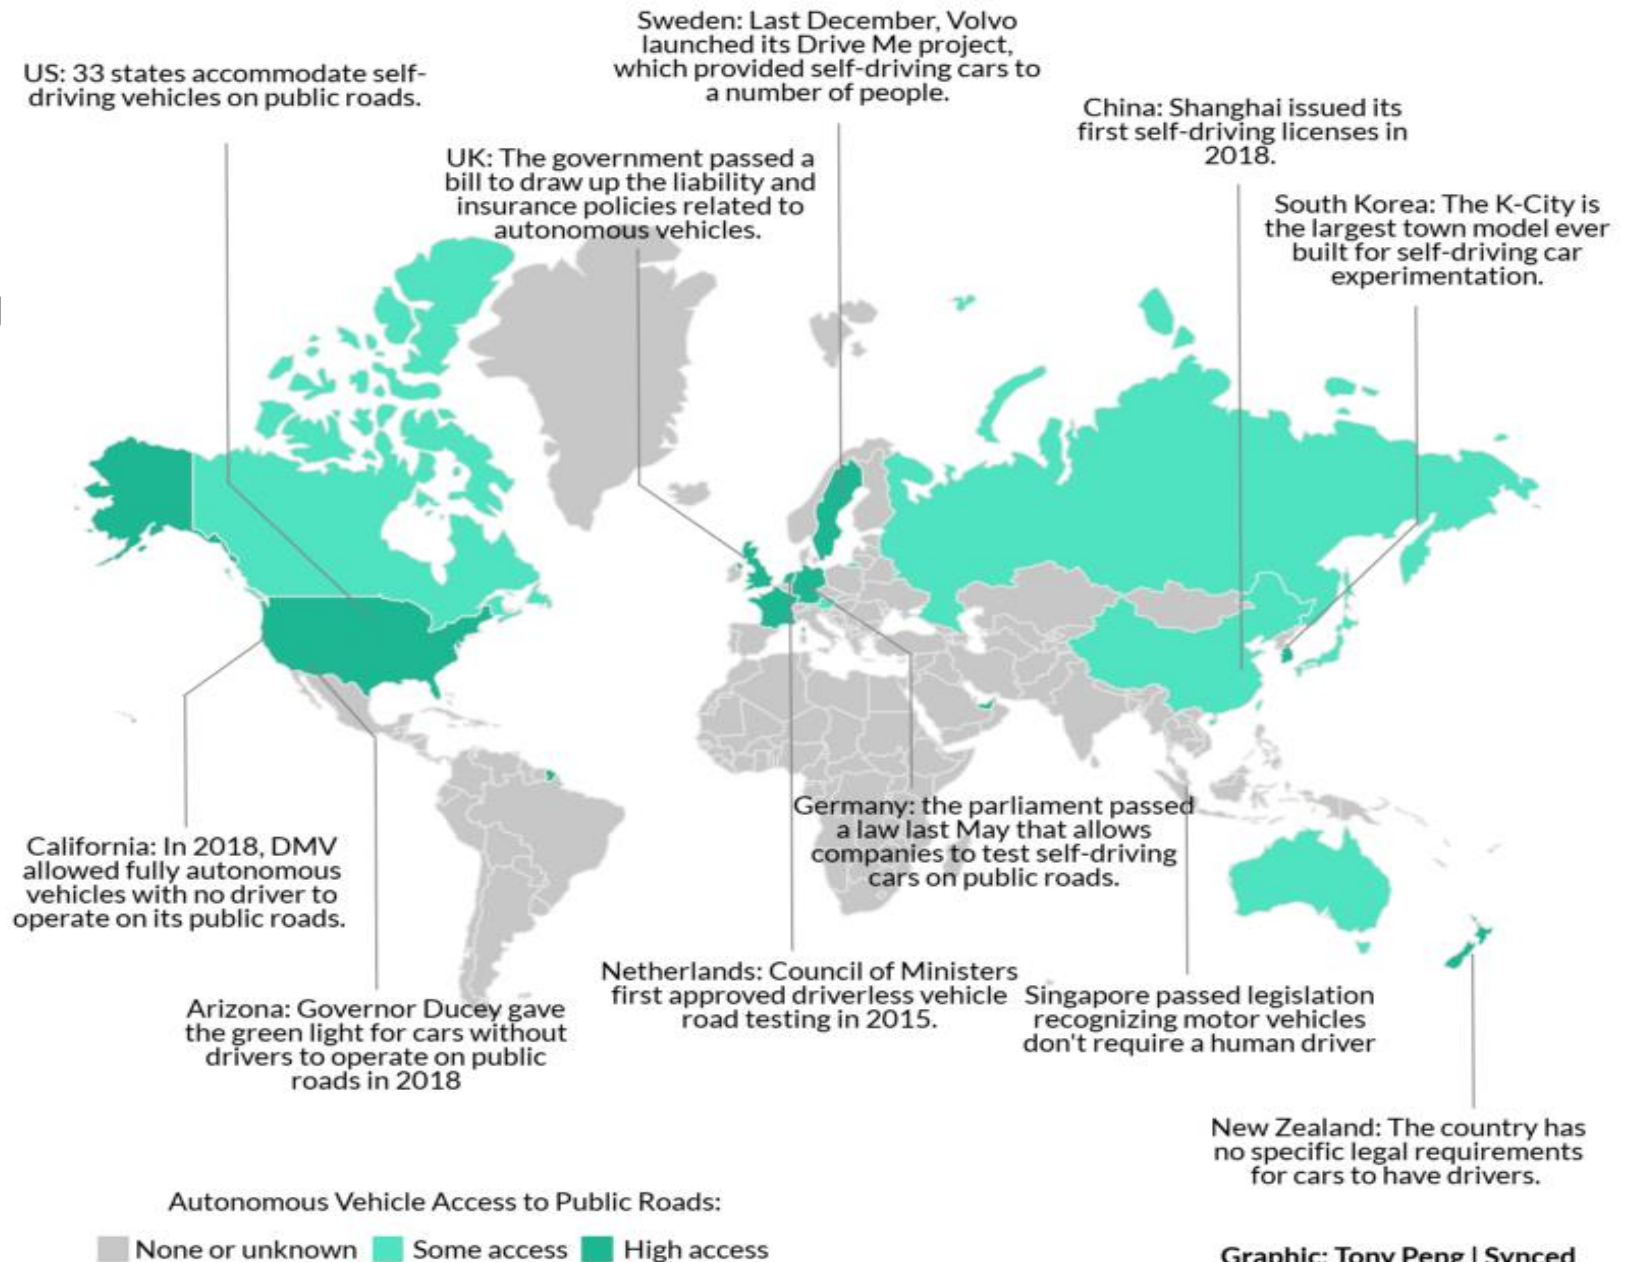 Sweden: Last December, Volvo
launched its Drive Me project,
which provided self-driving cars to
a number of people.
US: 33 states accommodate self-
driving vehicles on public roads.
China: Shanghai issued its
first self-driving licenses in
2018.
UK: The government passed a
bill to draw up the liability and
insurance policies related to
autonomous vehicles.
South Korea: The K-City is
the largest town model ever
built for self-driving car
experimentation.
Germany: the parliament passed
a law last May that allows
companies to test self-driving
cars on public roads.
California: In 2018, DMV
allowed fully autonomous
vehicles with no driver to
operate on its public roads.
Netherlands: Council of Ministers
first approved driverless vehicle
road testing in 2015.
Singapore passed legislation
recognizing motor vehicles
don't require a human driver
Arizona: Governor Ducey gave
the green light for cars without
drivers to operate on public
roads in 2018
New Zealand: The country has
no specific legal requirements
for cars to have drivers.
Autonomous Vehicle Access to Public Roads:
None or unknown Some access High access
Graphic: Tony Peng | Synced